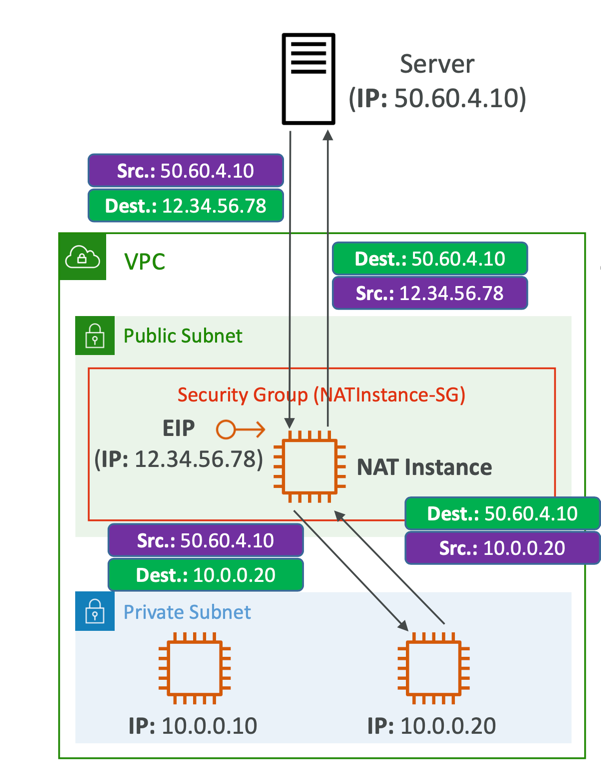 Server
(IP: 50.60.4.10)
Src.: 50.60.4.10
Dest.: 12.34.56.78
VPC
Dest.: 50.60.4.10
Src.: 12.34.56.78
Public Subnet
Security Group (NATInstance-SG)
EIP
(IP: 12.34.56.78)
NAT Instance
Dest.: 50.60.4.10
Src.: 10.0.0.20
Src.: 50.60.4.10
Dest.: 10.0.0.20
Private Subnet
IP: 10.0.0.10
IP: 10.0.0.20